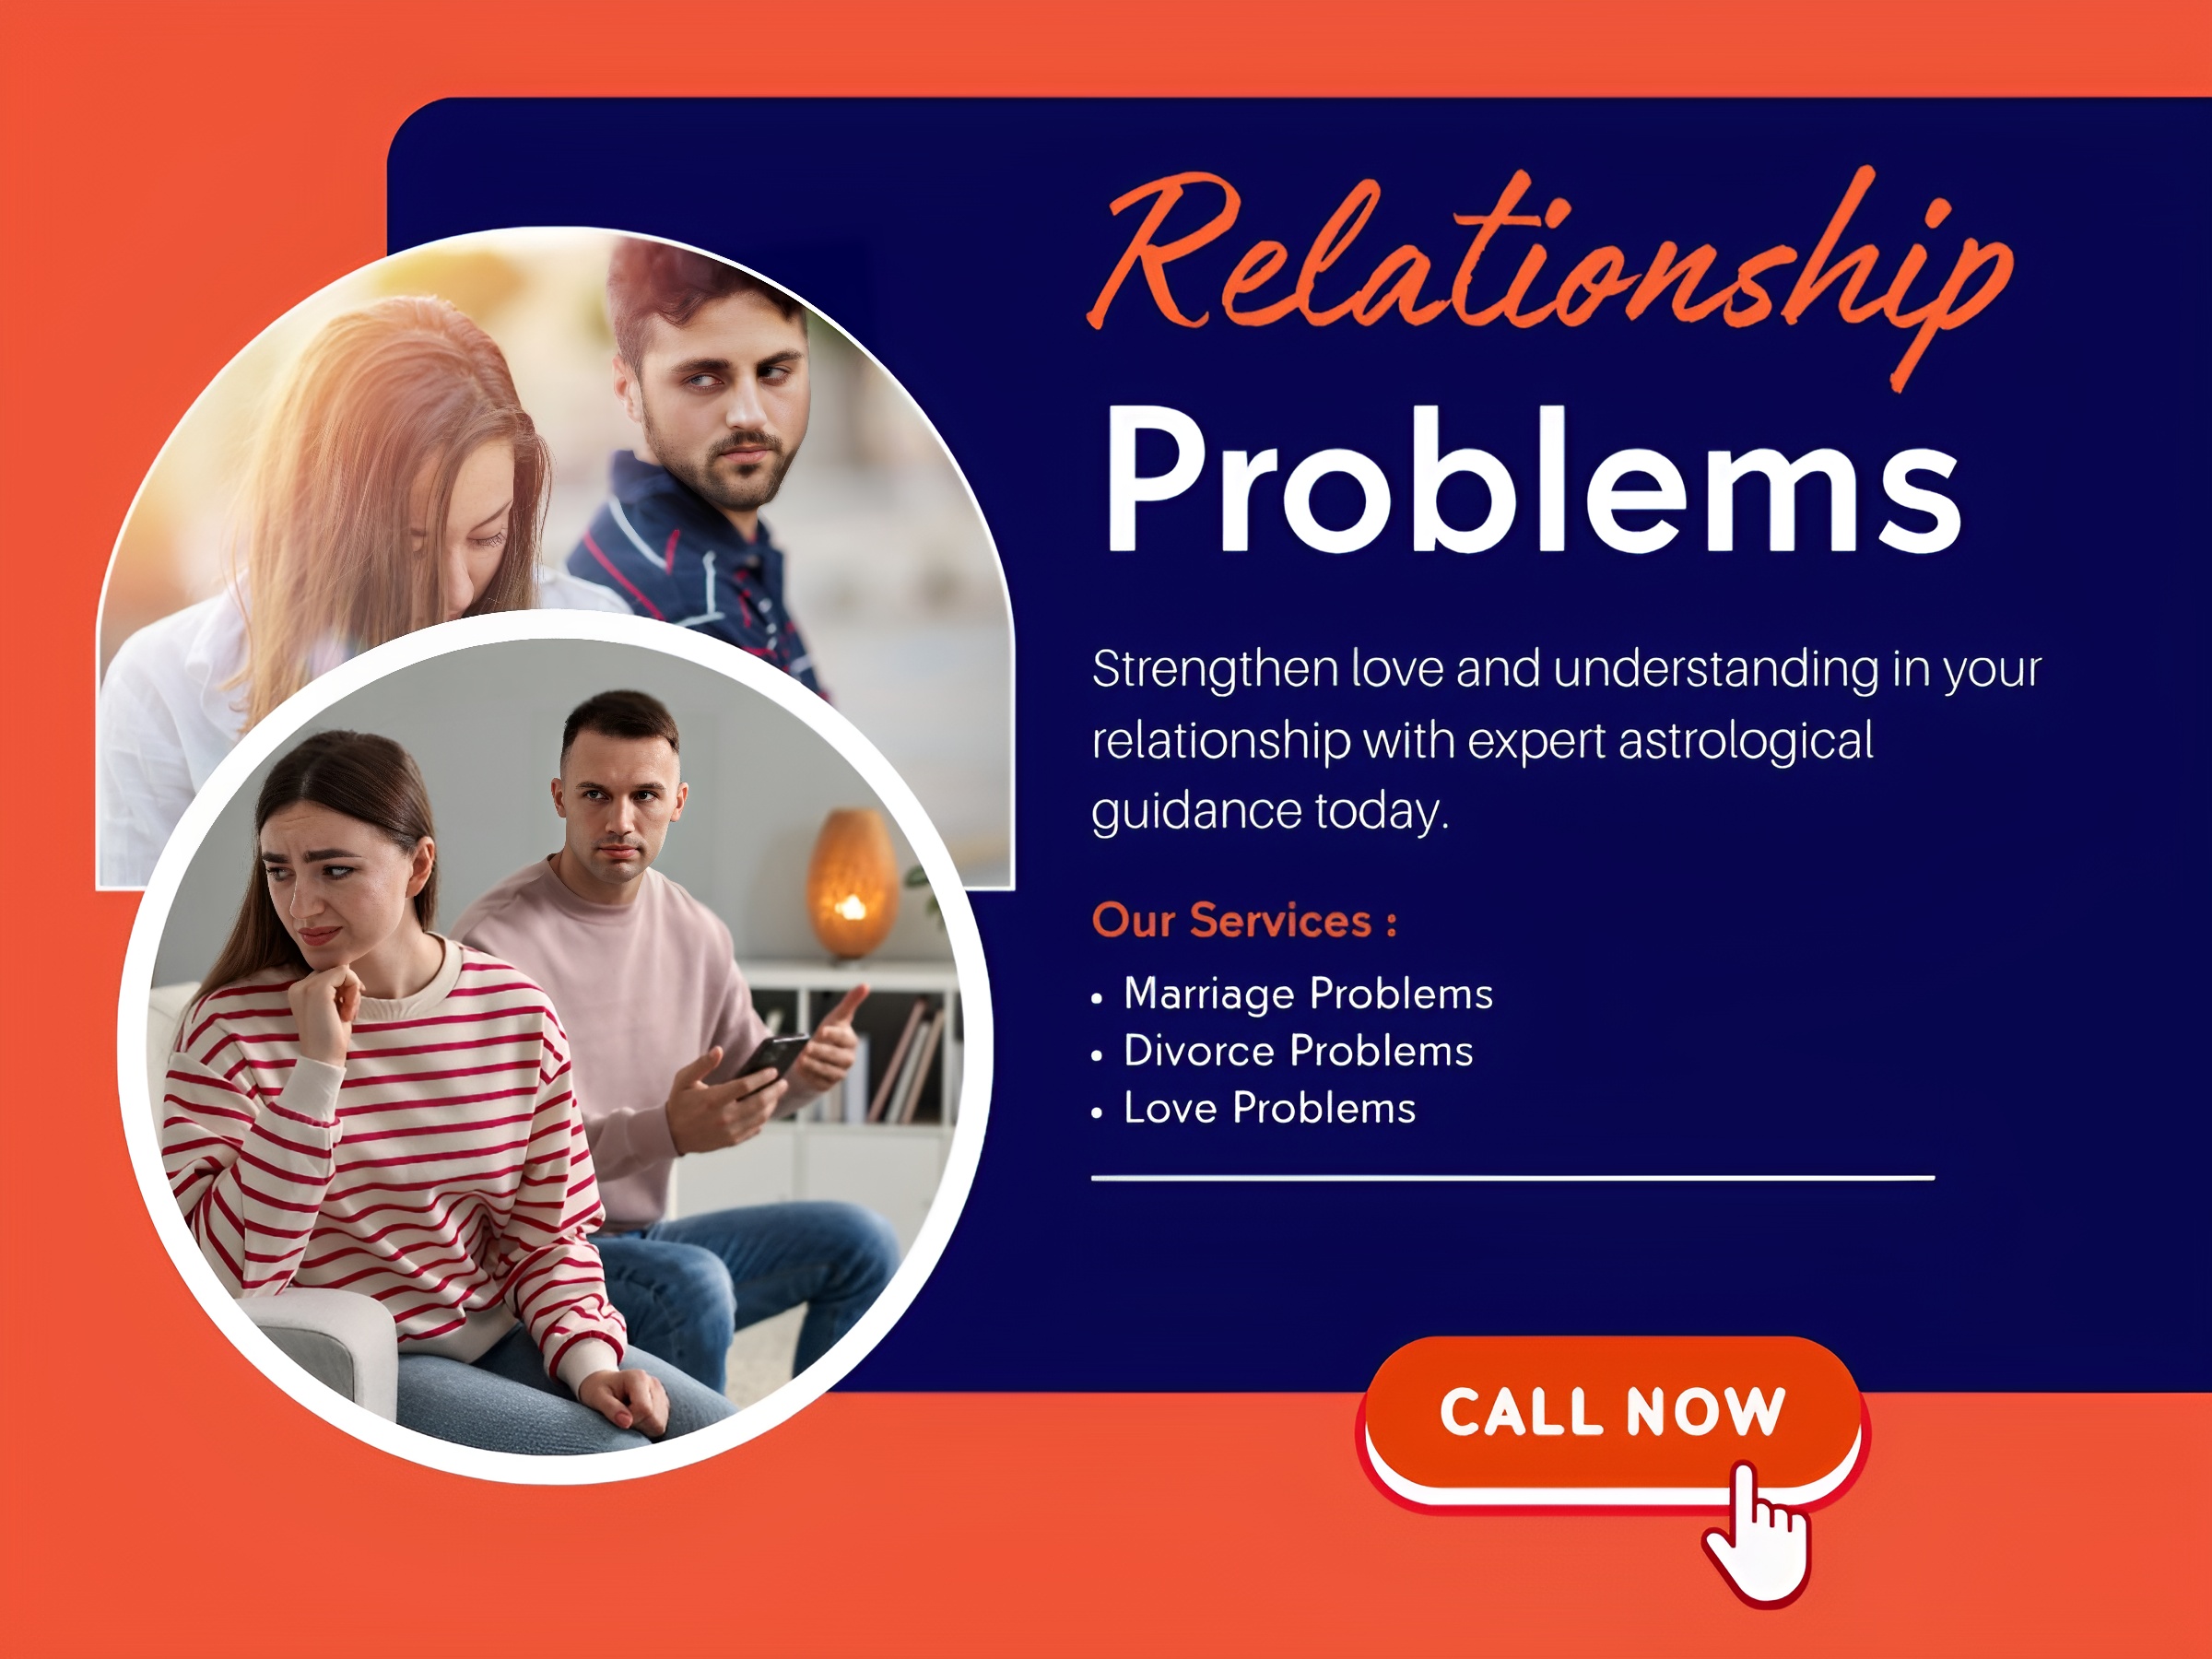 Relationship
Problems
Strengthen love and understanding in your
relationship with expert astrological
guidance today.
Our Services :
• Marriage Problems
• Divorce Problems
• Love Problems
CALL NOW